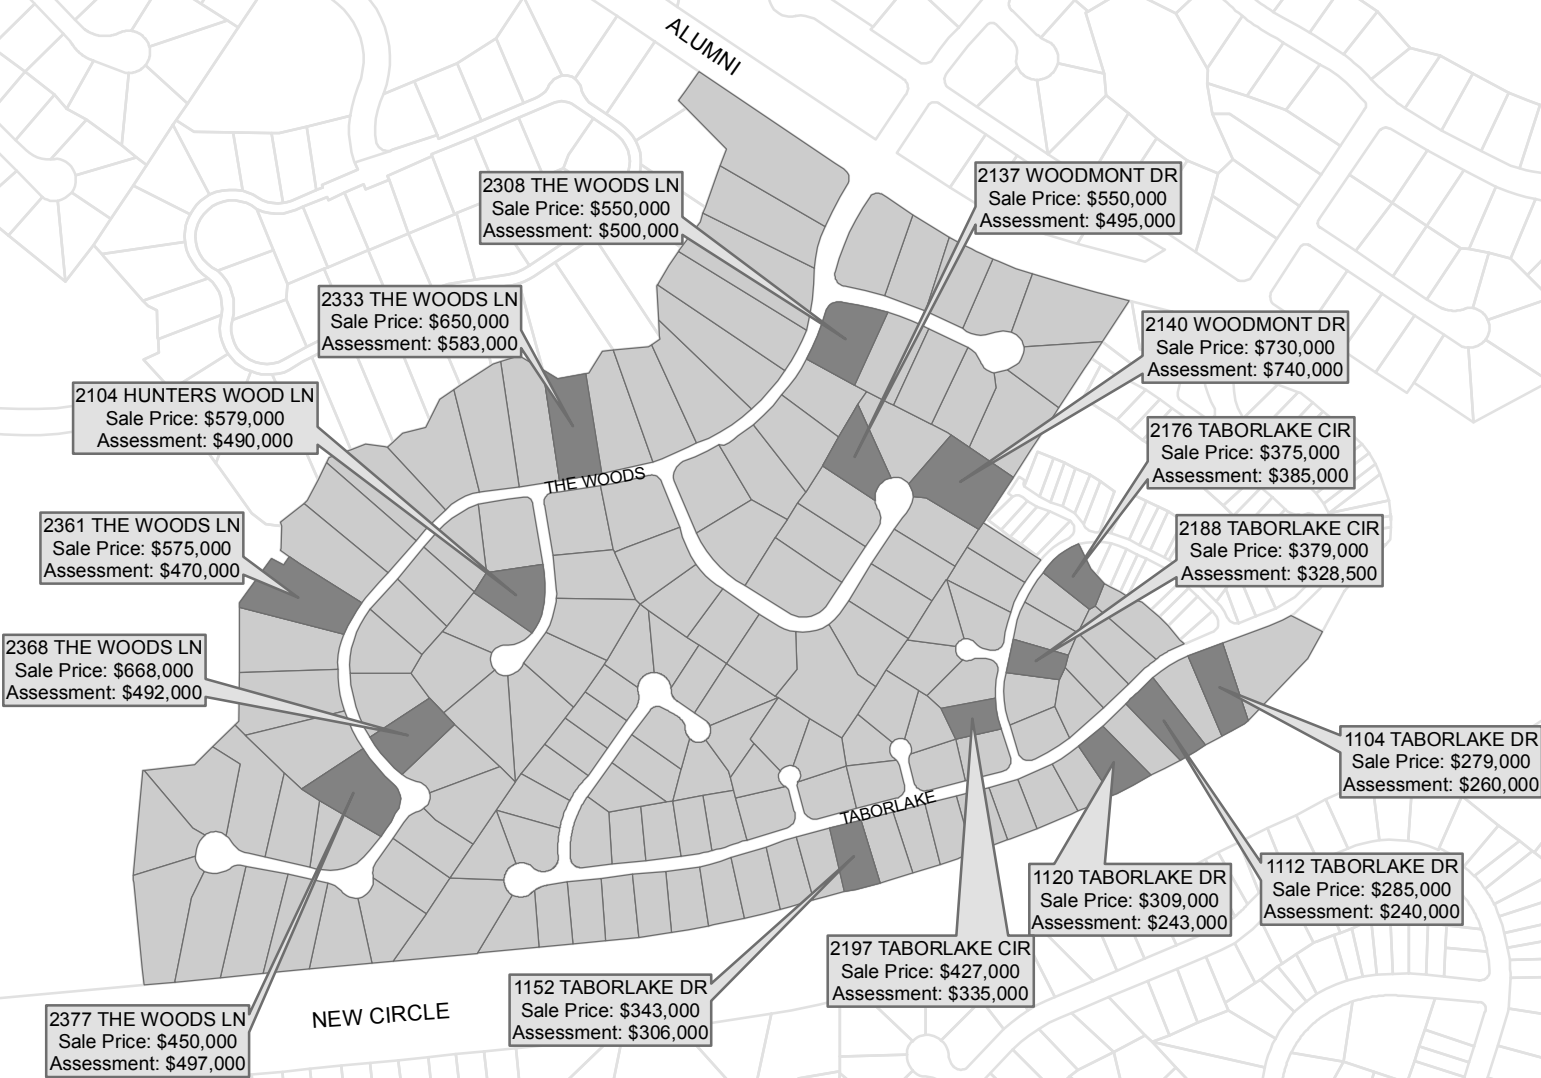 ALUMNI
2308 THE WOODS LN
Sale Price: $550,000
Assessment: $500,000
2137 WOODMONT DR
Sale Price: $550,000
Assessment: $495,000
2333 THE WOODS LN
Sale Price: $650,000
Assessment: $583,000
2140 WOODMONT DR
Sale Price: $730,000
Assessment: $740,000
2104 HUNTERS WOOD LN
Sale Price: $579,000
Assessment: $490,000
2176 TABORLAKE CIR
Sale Price: $375,000
Assessment: $385,000
THE WOODS
2361 THE WOODS LN
Sale Price: $575,000
Assessment: $470,000
2188 TABORLAKE CIR
Sale Price: $379,000
Assessment: $328,500
2368 THE WOODS LN
Sale Price: $668,000
Assessment: $492,000
1104 TABORLAKE DR
Sale Price: $279,000
Assessment: $260,000
TABORLAKE
1112 TABORLAKE DR
Sale Price: $285,000
Assessment: $240,000
1120 TABORLAKE DR
Sale Price: $309,000
Assessment: $243,000
2197 TABORLAKE CIR
Sale Price: $427,000
Assessment: $335,000
1152 TABORLAKE DR
Sale Price: $343,000
Assessment: $306,000
NEW CIRCLE
2377 THE WOODS LN
Sale Price: $450,000
Assessment: $497,000